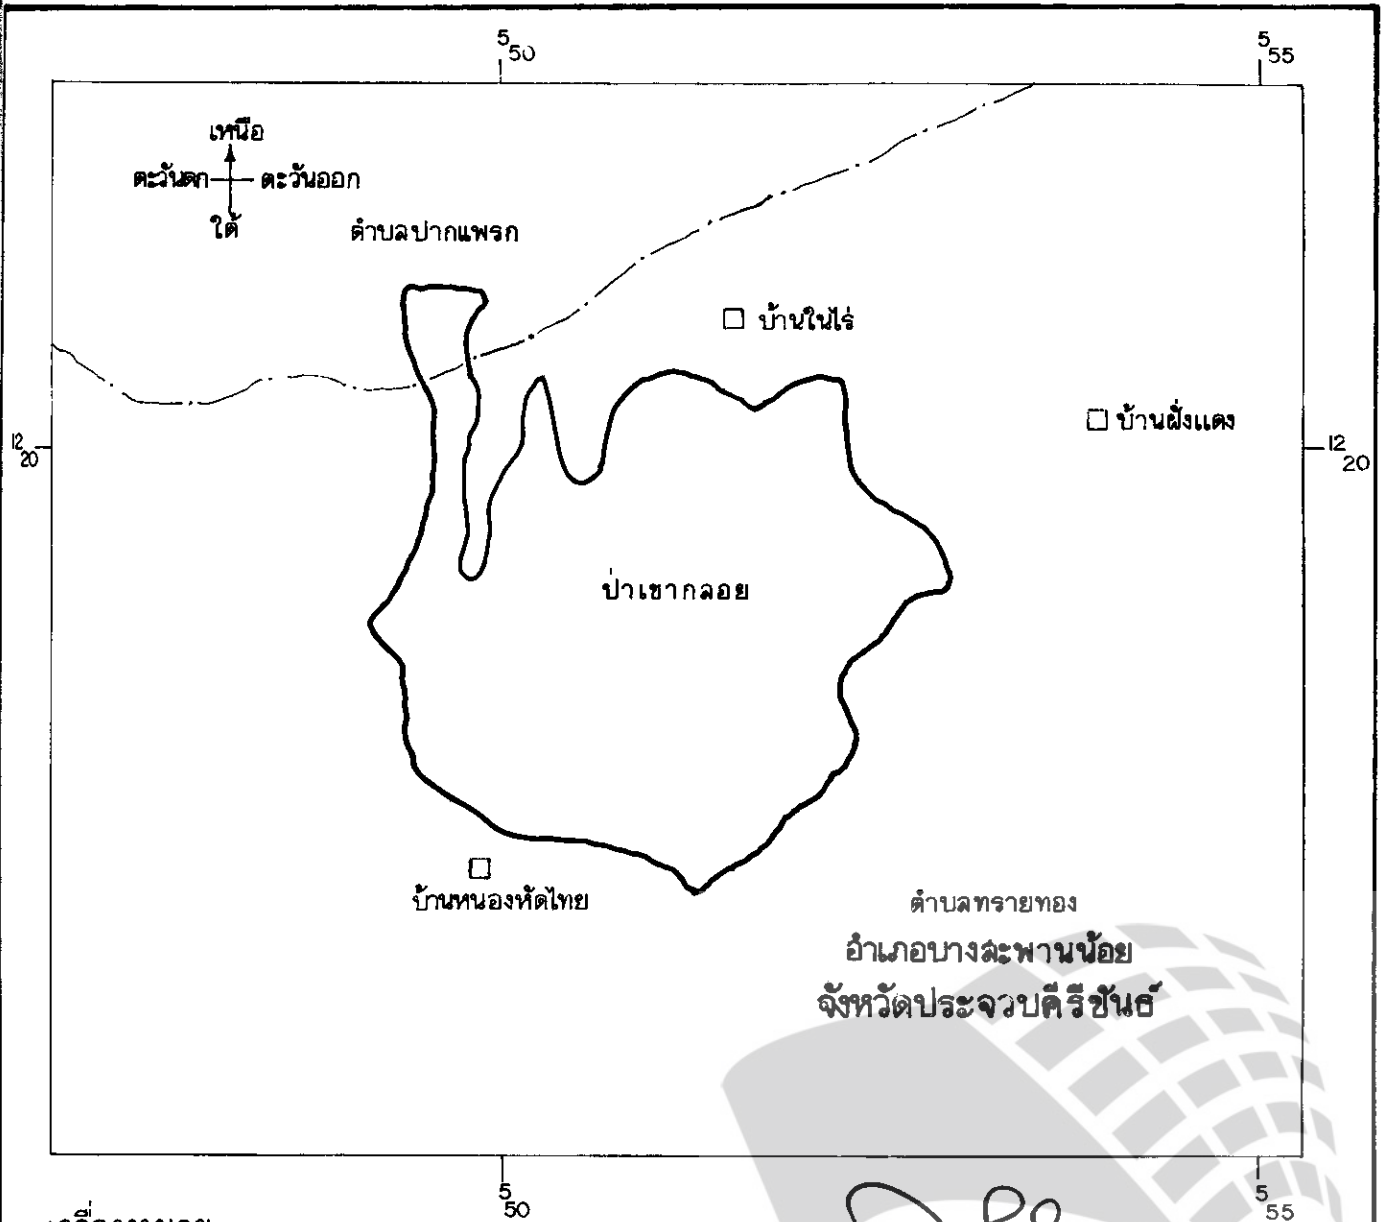 5 50
5 55
เหนือ
ตะวันตก ตะวันออก
ใต้
ตำบลปากแพรก
บ้านในไร่
บ้านฝั่งแดง
12 20
12 20
ป่าเขากลอย
บ้านหนองหัดไทย
ตำบลทรายทอง
อำเภอบางสะพานน้อย
จังหวัดประจวบคีรีขันธ์
5 50
5 55